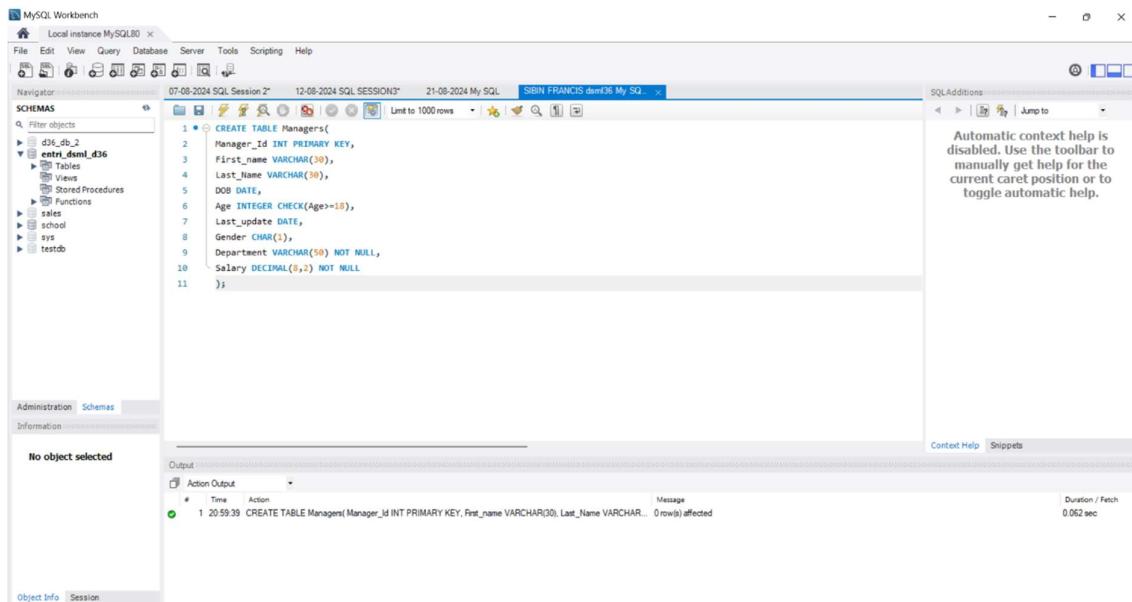 MySQL Workbench
Local instance MySQL80 ×
File Edit View Query Database Server Tools Scripting Help
Navigator
SCHEMAS
Filter objects
d36_db_2
entri_dsml_d36
Tables
Views
Stored Procedures
Functions
sales
school
sys
testdb
Administration Schemas
Information
No object selected
Object Info Session
07-08-2024 SQL Session 2* 12-08-2024 SQL SESSION3* 21-08-2024 My SQL SIBIN FRANCIS dsml36 My SQ... ×
Limit to 1000 rows
1 CREATE TABLE Managers(
2 Manager_Id INT PRIMARY KEY,
3 First_name VARCHAR(30),
4 Last_Name VARCHAR(30),
5 DOB DATE,
6 Age INTEGER CHECK(Age>=18),
7 Last_update DATE,
8 Gender CHAR(1),
9 Department VARCHAR(50) NOT NULL,
10 Salary DECIMAL(8,2) NOT NULL
11 );
SQLAdditions
Jump to
Automatic context help is
disabled. Use the toolbar to
manually get help for the
current caret position or to
toggle automatic help.
Context Help Snippets
Output
Action Output
# Time Action Message Duration / Fetch
1 20:59:39 CREATE TABLE Managers( Manager_Id INT PRIMARY KEY, First_name VARCHAR(30), Last_Name VARCHAR... 0 row(s) affected 0.062 sec